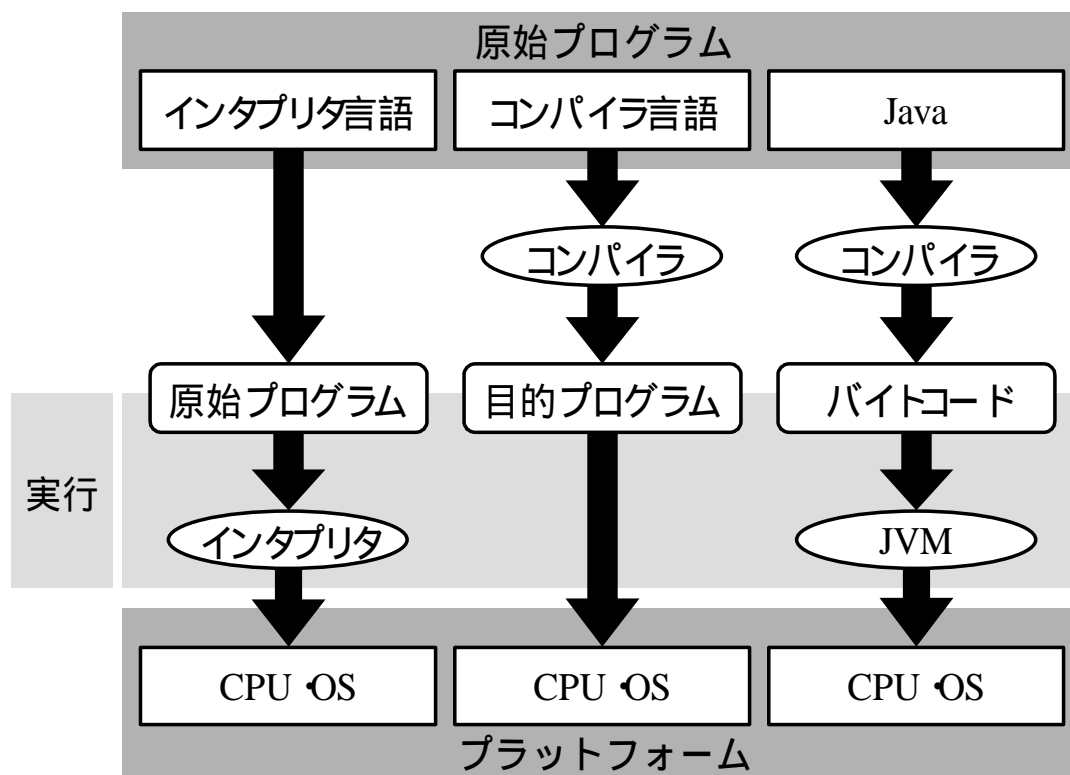 原始プログラム
インタプリタ言語
コンパイラ言語
Java
コンパイラ
コンパイラ
原始プログラム
目的プログラム
バイトコード
実行
インタプリタ
JVM
CPU・OS
CPU・OS
CPU・OS
プラットフォーム